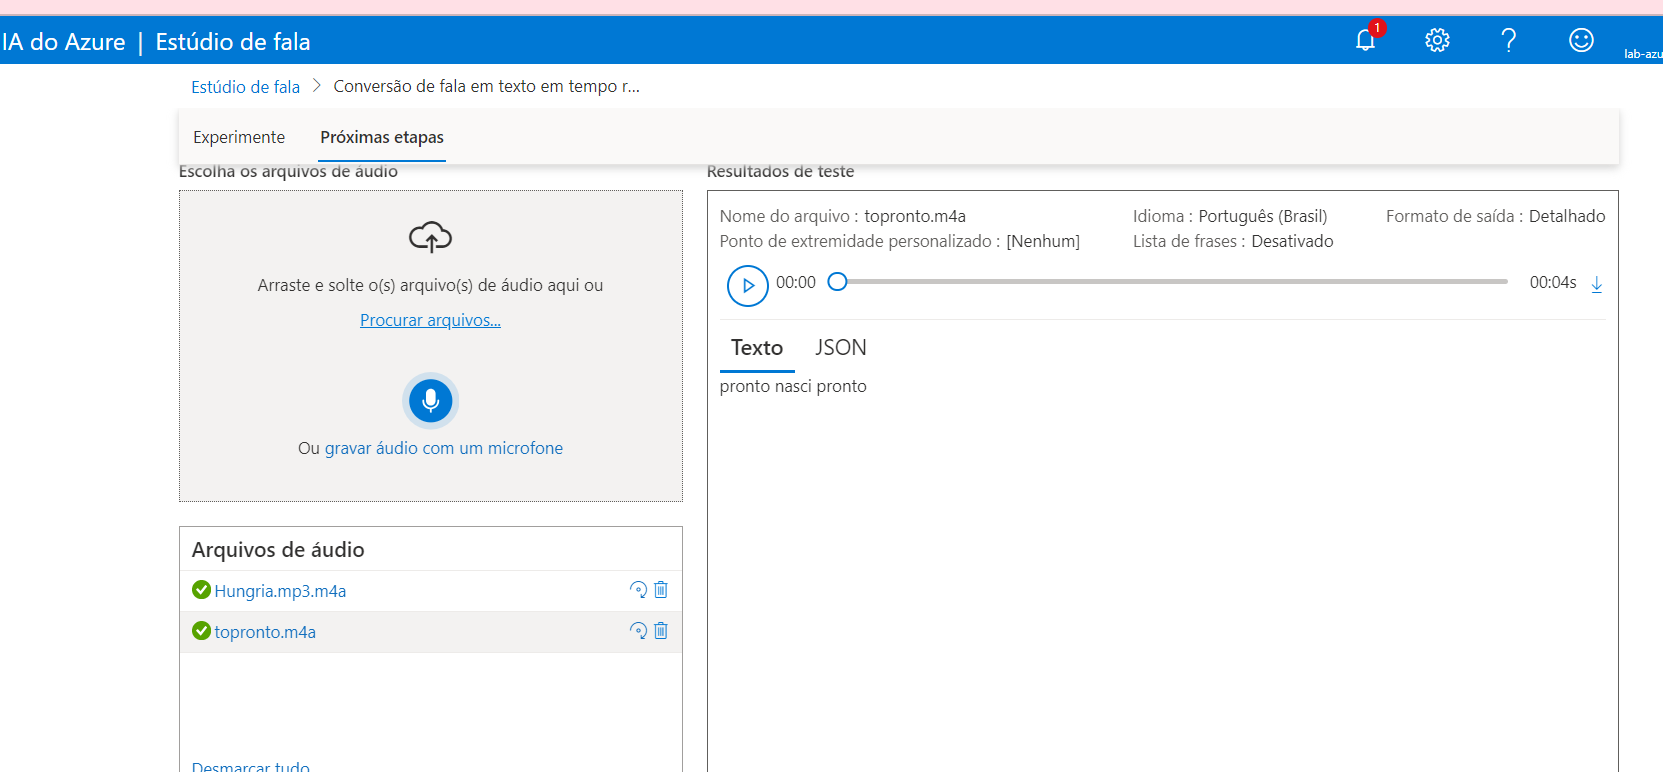 IA do Azure | Estúdio de fala
1
lab-azu
Estúdio de fala > Conversão de fala em texto em tempo r...
Experimente
Próximas etapas
Escolha os arquivos de áudio
Arraste e solte o(s) arquivo(s) de áudio aqui ou
Procurar arquivos...
Ou gravar áudio com um microfone
Arquivos de áudio
Hungria.mp3.m4a
topronto.m4a
Desmarcar tudo
Resultados de teste
Nome do arquivo : topronto.m4a
Idioma : Português (Brasil)
Formato de saída : Detalhado
Ponto de extremidade personalizado : [Nenhum]
Lista de frases : Desativado
00:00
00:04s
Texto
JSON
pronto nasci pronto